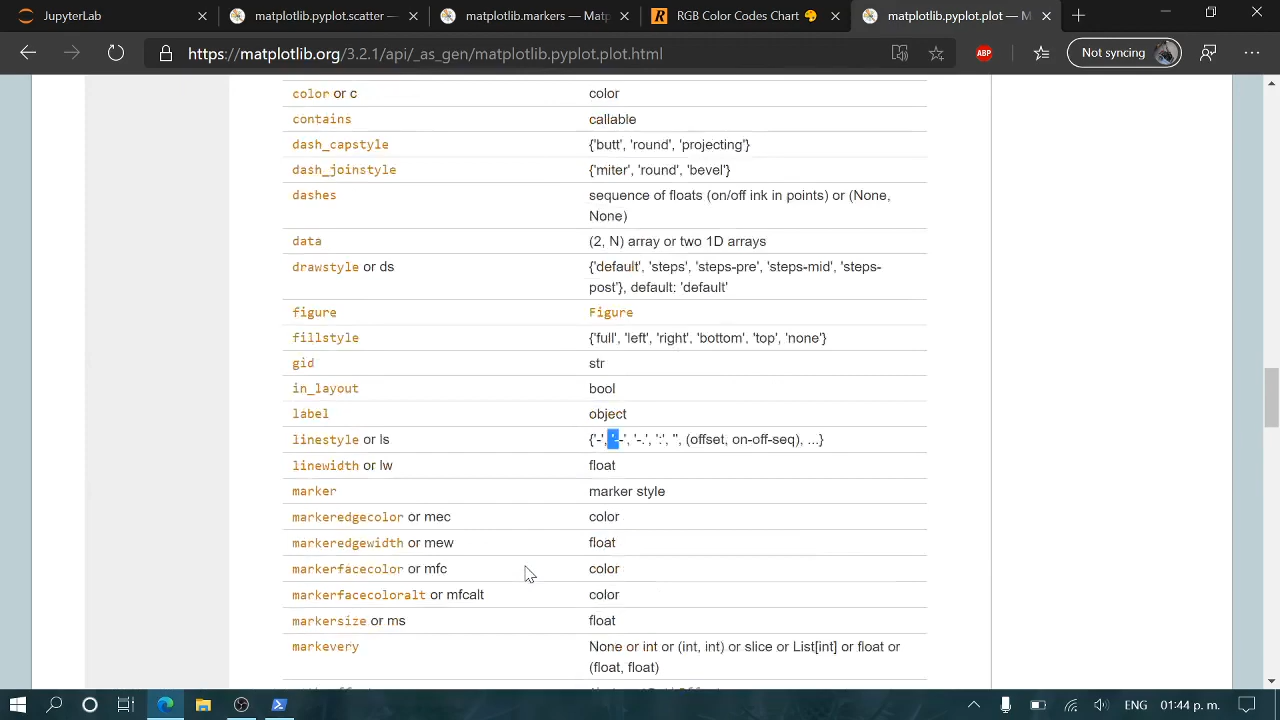 JupyterLab
matplotlib.pyplot.scatter —
matplotlib.markers — Mat
RGB Color Codes Chart
matplotlib.pyplot.plot — M
https://matplotlib.org/3.2.1/api/_as_gen/matplotlib.pyplot.plot.html
ABP
Not syncing
color or c color
contains callable
dash_capstyle {'butt', 'round', 'projecting'}
dash_joinstyle {'miter', 'round', 'bevel'}
dashes sequence of floats (on/off ink in points) or (None,
None)
data (2, N) array or two 1D arrays
drawstyle or ds {'default', 'steps', 'steps-pre', 'steps-mid', 'steps-
post'}, default: 'default'
figure Figure
fillstyle {'full', 'left', 'right', 'bottom', 'top', 'none'}
gid str
in_layout bool
label object
linestyle or ls {'-', '--', '-.', ':', '', (offset, on-off-seq), ...}
linewidth or lw float
marker marker style
markeredgecolor or mec color
markeredgewidth or mew float
markerfacecolor or mfc color
markerfacecoloralt or mfcalt color
markersize or ms float
markevery None or int or (int, int) or slice or List[int] or float or
(float, float)
ENG 01:44 p. m.